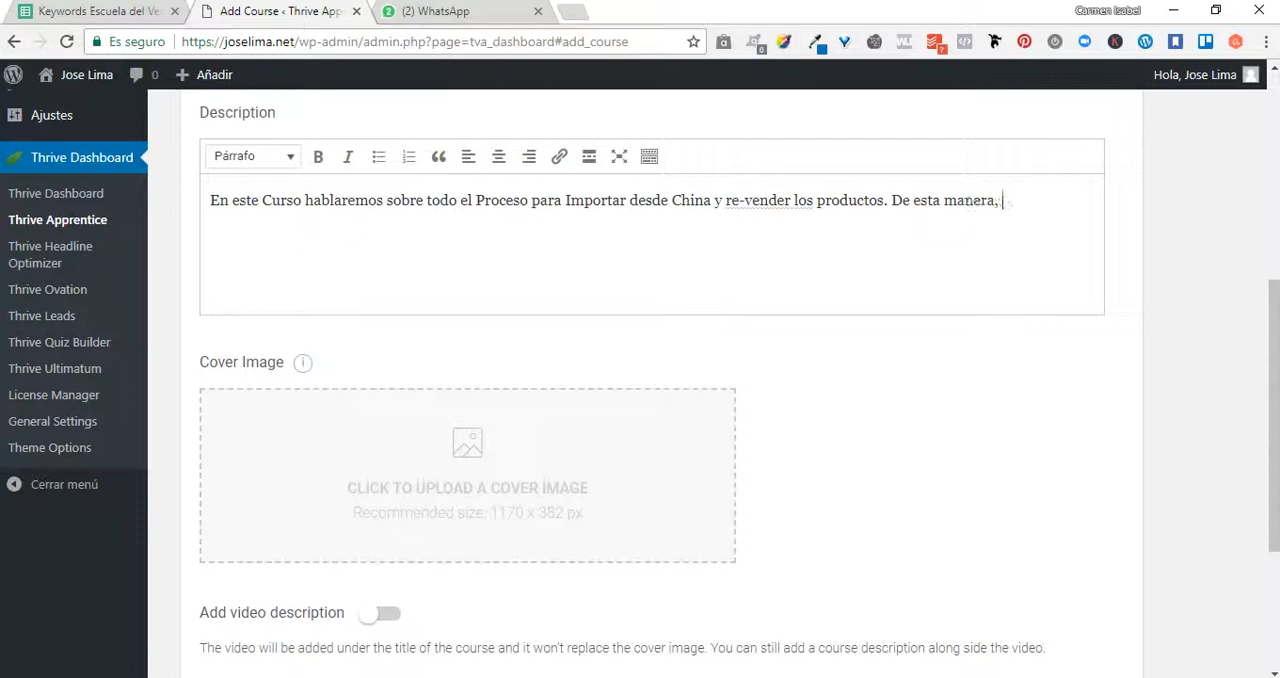 Keywords Escuela del Ve
Add Course ‹ Thrive App
(2) WhatsApp
Carmen Isabel
Es seguro
https://joselima.net/wp-admin/admin.php?page=tva_dashboard#add_course
Jose Lima
0
Añadir
Hola, Jose Lima
Ajustes
Thrive Dashboard
Thrive Dashboard
Thrive Apprentice
Thrive Headline
Optimizer
Thrive Ovation
Thrive Leads
Thrive Quiz Builder
Thrive Ultimatum
License Manager
General Settings
Theme Options
Cerrar menú
Description
Párrafo
B
I
En este Curso hablaremos sobre todo el Proceso para Importar desde China y re-vender los productos. De esta manera,
Cover Image
CLICK TO UPLOAD A COVER IMAGE
Recommended size: 1170 x 382 px
Add video description
The video will be added under the title of the course and it won't replace the cover image. You can still add a course description along side the video.